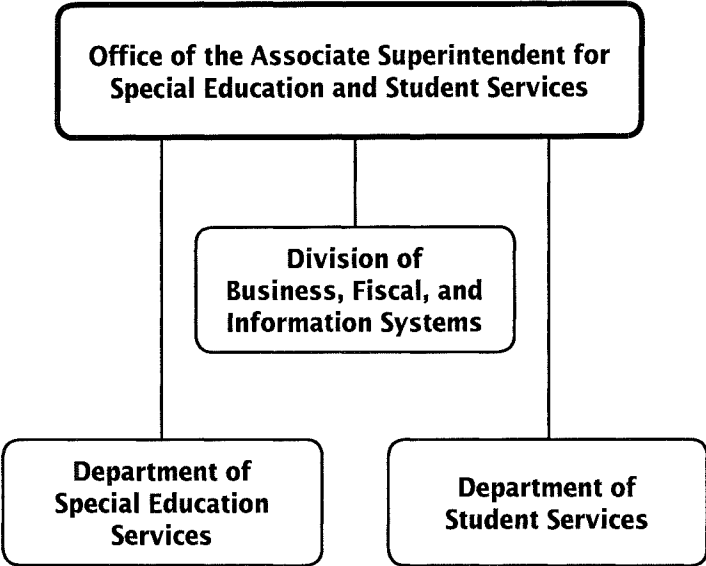 Office of the Associate Superintendent for
Special Education and Student Services
Division of
Business, Fiscal, and
Information Systems
Department of
Special Education
Services
Department of
Student Services